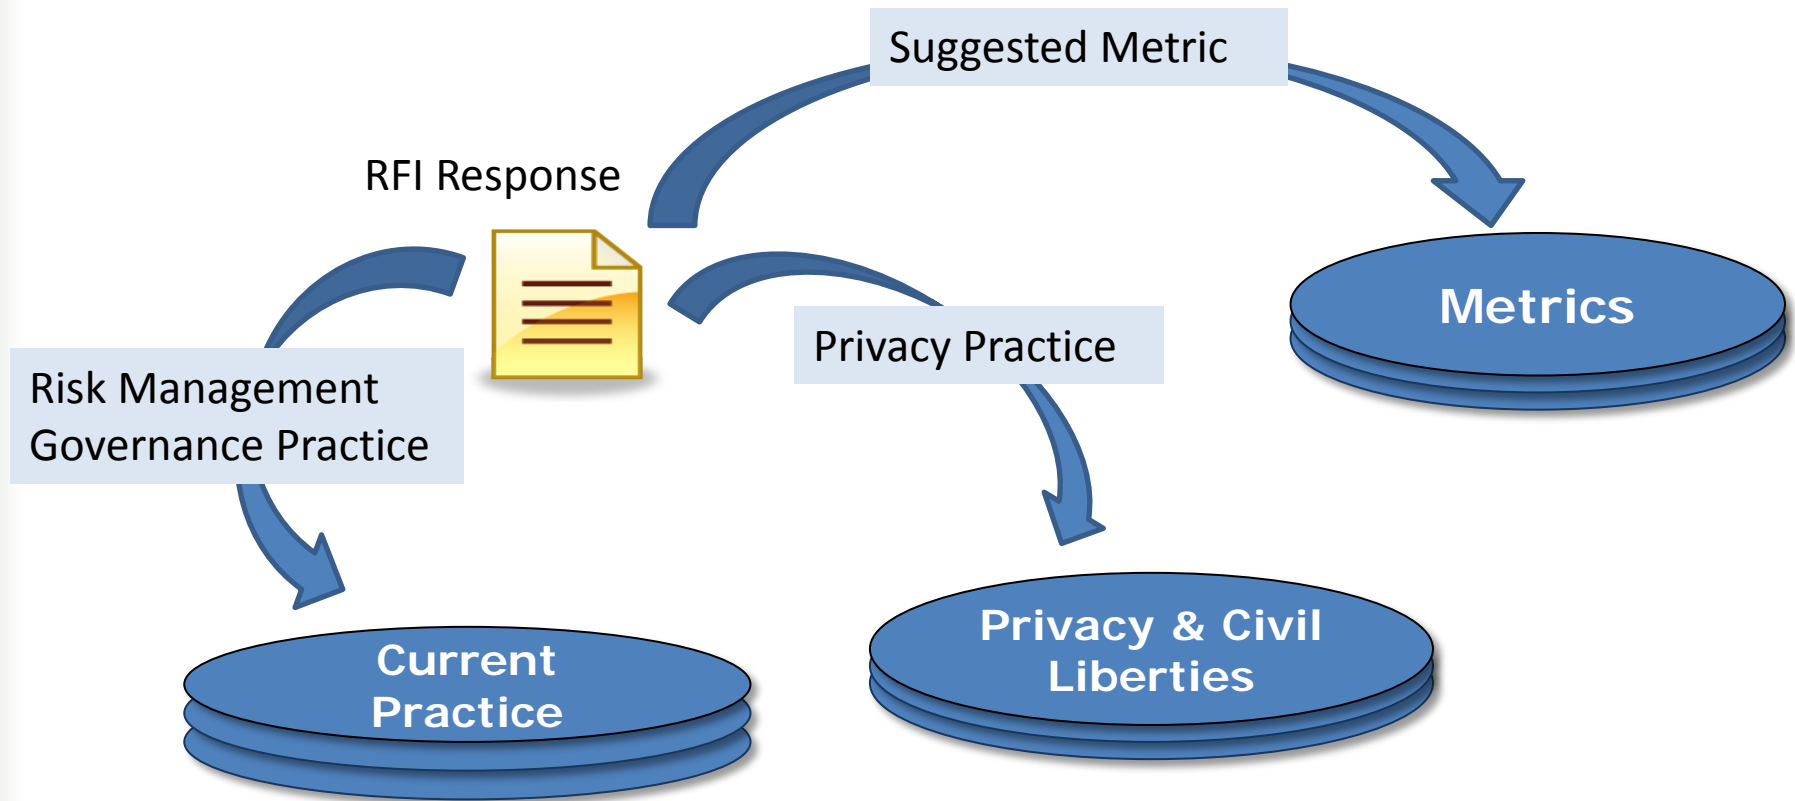 Suggested Metric
RFI Response
Metrics
Privacy Practice
Risk Management
Governance Practice
Privacy & Civil
Liberties
Current
Practice